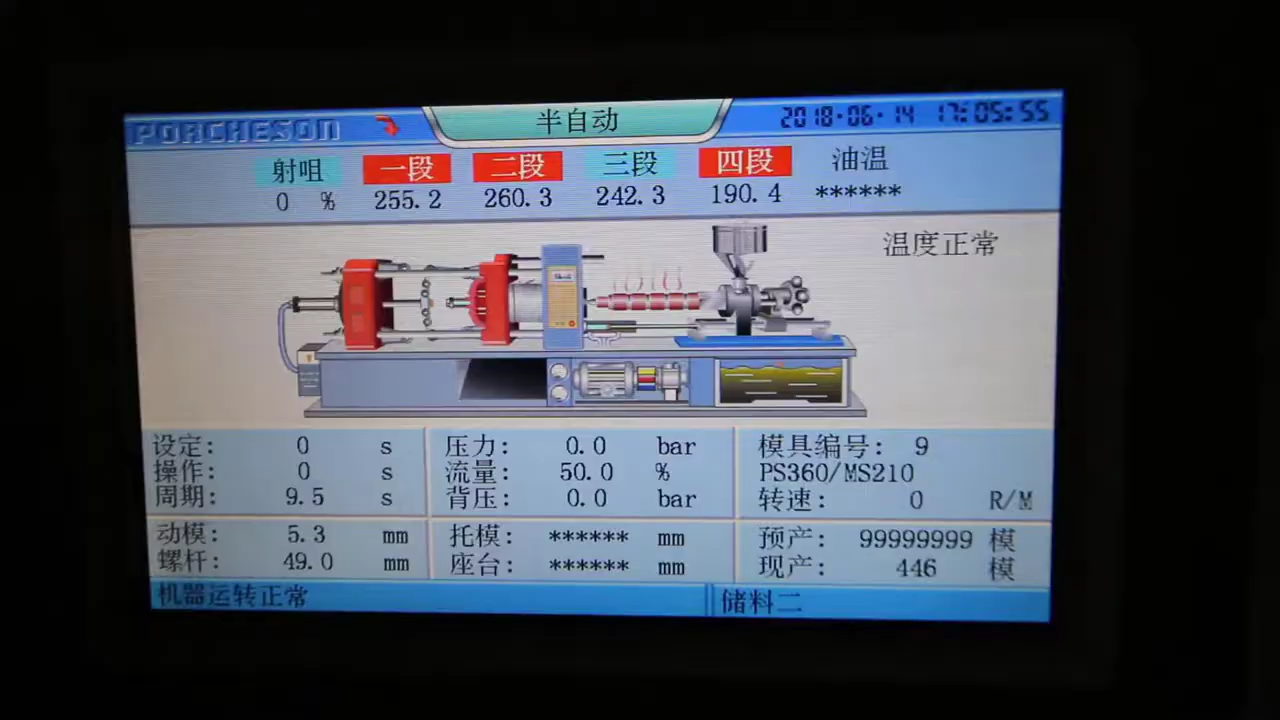 PORCHESON 半自动 2018-06-14 17:05:55
射咀 一段 二段 三段 四段 油温
0 % 255.2 260.3 242.3 190.4 ******
温度正常
设定: 0 s 压力: 0.0 bar 模具编号: 9
操作: 0 s 流量: 50.0 % PS360/MS210
周期: 9.5 s 背压: 0.0 bar 转速: 0 R/M
动模: 5.3 mm 托模: ****** mm 预产: 99999999 模
螺杆: 49.0 mm 座台: ****** mm 现产: 446 模
机器运转正常 储料二